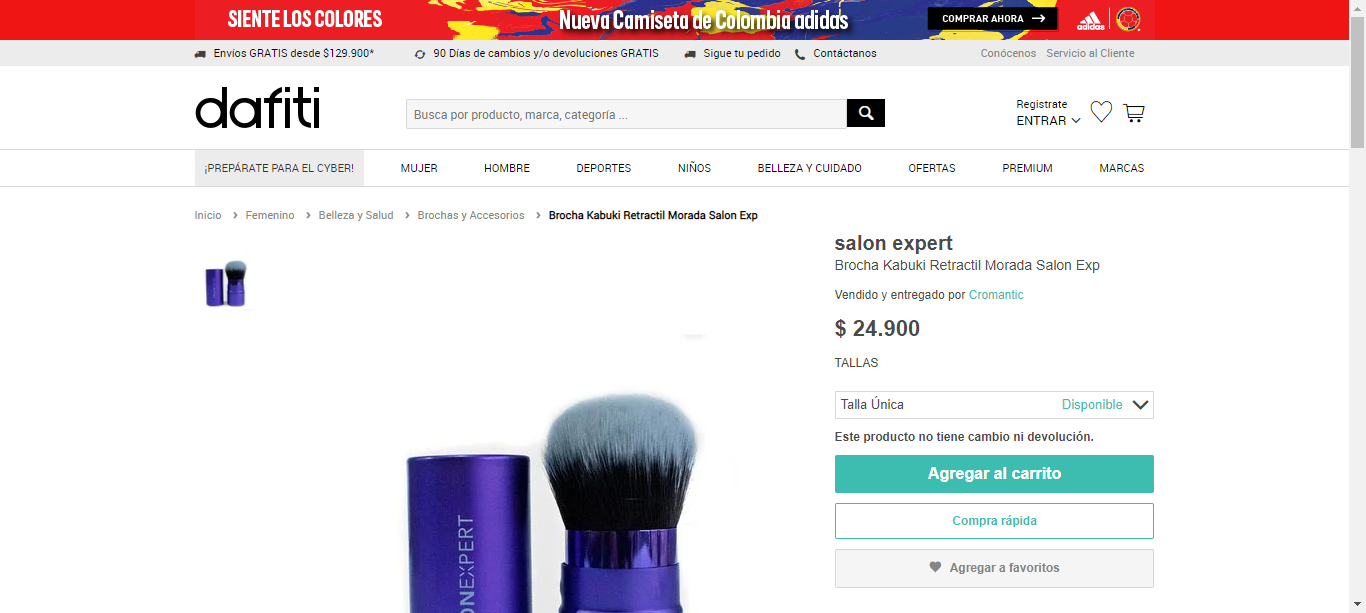 SIENTE LOS COLORES
Nueva Camiseta de Colombia adidas
COMPRAR AHORA
adidas
Envíos GRATIS desde $129.900*
90 Días de cambios y/o devoluciones GRATIS
Sigue tu pedido
Contáctanos
Conócenos
Servicio al Cliente
dafiti
Busca por producto, marca, categoría ...
Registrate
ENTRAR
¡PREPÁRATE PARA EL CYBER!
MUJER
HOMBRE
DEPORTES
NIÑOS
BELLEZA Y CUIDADO
OFERTAS
PREMIUM
MARCAS
Inicio › Femenino › Belleza y Salud › Brochas y Accesorios › Brocha Kabuki Retractil Morada Salon Exp
salon expert
Brocha Kabuki Retractil Morada Salon Exp
Vendido y entregado por Cromantic
$ 24.900
TALLAS
Talla Única Disponible
Este producto no tiene cambio ni devolución.
Agregar al carrito
Compra rápida
Agregar a favoritos
ONEXPERT